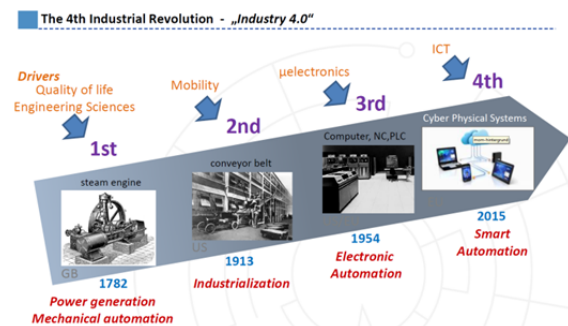 The 4th Industrial Revolution - „Industry 4.0“
Drivers
Quality of life
Engineering Sciences
Mobility
µelectronics
ICT
1st
2nd
3rd
4th
steam engine
conveyor belt
Computer, NC,PLC
Cyber Physical Systems
GB
US
1782
Power generation
Mechanical automation
1913
Industrialization
1954
Electronic
Automation
2015
Smart
Automation